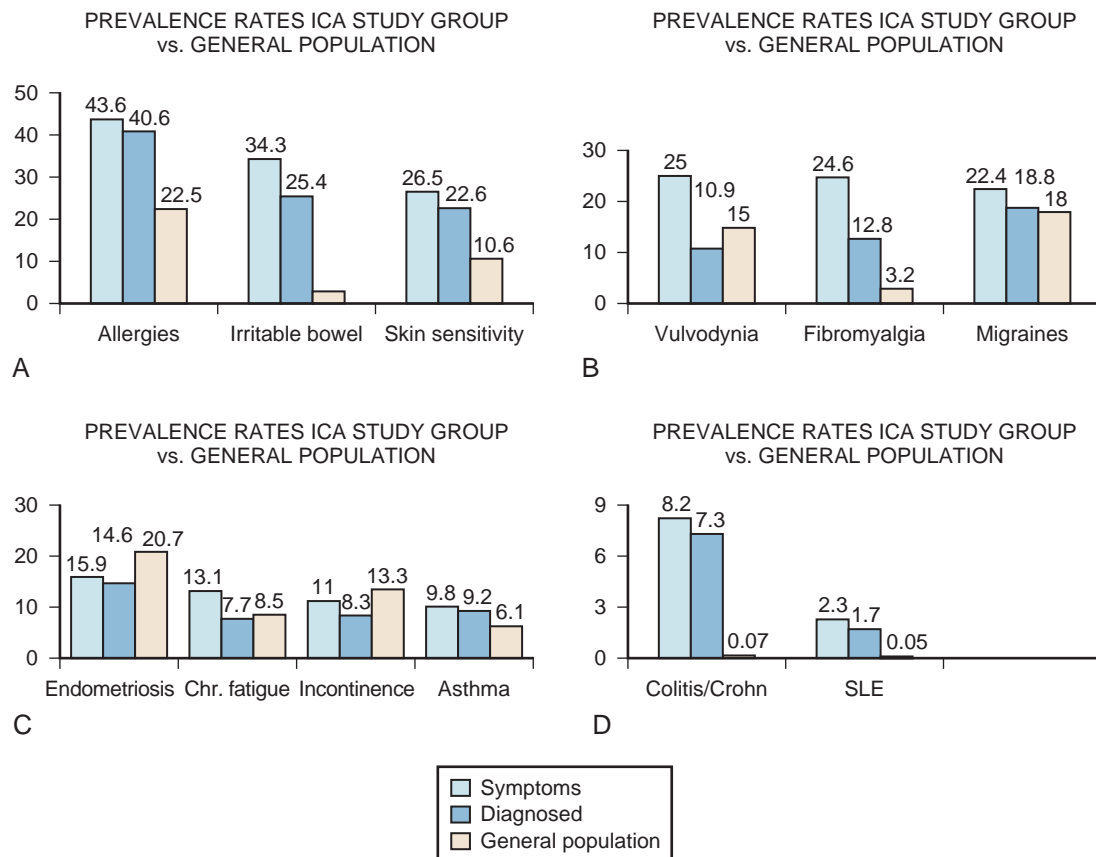 PREVALENCE RATES ICA STUDY GROUP
vs. GENERAL POPULATION
50
40
30
20
10
0
43.6
40.6
22.5
34.3
25.4
26.5
22.6
10.6
Allergies
Irritable bowel
Skin sensitivity
A
PREVALENCE RATES ICA STUDY GROUP
vs. GENERAL POPULATION
30
20
10
0
25
10.9
15
24.6
12.8
3.2
22.4
18.8
18
Vulvodynia
Fibromyalgia
Migraines
B
PREVALENCE RATES ICA STUDY GROUP
vs. GENERAL POPULATION
30
20
10
0
15.9
14.6
20.7
13.1
7.7
8.5
11
8.3
13.3
9.8
9.2
6.1
Endometriosis
Chr. fatigue
Incontinence
Asthma
C
PREVALENCE RATES ICA STUDY GROUP
vs. GENERAL POPULATION
9
6
3
0
8.2
7.3
0.07
2.3
1.7
0.05
Colitis/Crohn
SLE
D
Symptoms
Diagnosed
General population